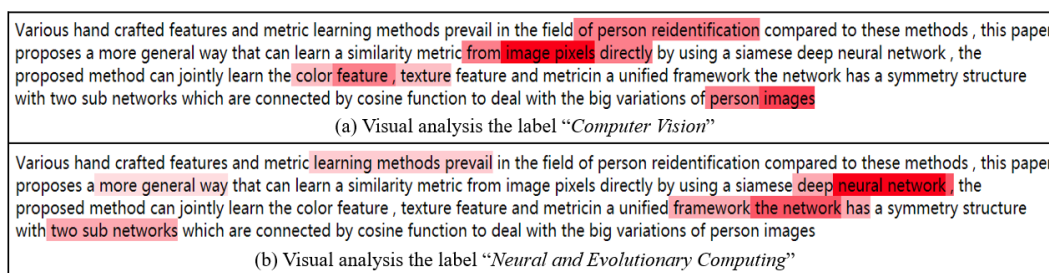 Various hand crafted features and metric learning methods prevail in the field of person reidentification compared to these methods , this paper
proposes a more general way that can learn a similarity metric from image pixels directly by using a siamese deep neural network , the
proposed method can jointly learn the color feature , texture feature and metricin a unified framework the network has a symmetry structure
with two sub networks which are connected by cosine function to deal with the big variations of person images
(a) Visual analysis the label “Computer Vision”
Various hand crafted features and metric learning methods prevail in the field of person reidentification compared to these methods , this paper
proposes a more general way that can learn a similarity metric from image pixels directly by using a siamese deep neural network , the
proposed method can jointly learn the color feature , texture feature and metricin a unified framework the network has a symmetry structure
with two sub networks which are connected by cosine function to deal with the big variations of person images
(b) Visual analysis the label “Neural and Evolutionary Computing”